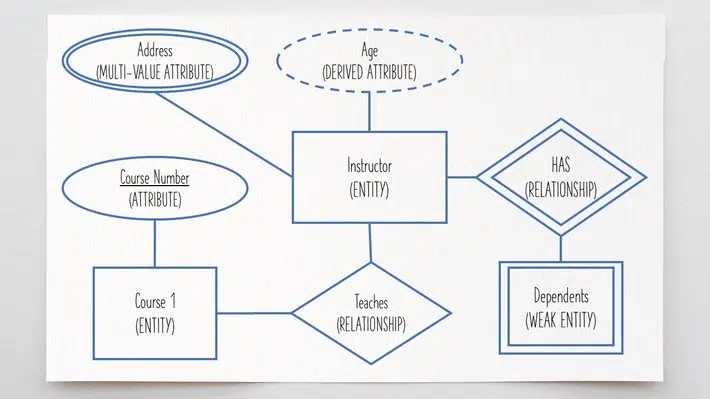 Address
(MULTI-VALUE ATTRIBUTE)
Age
(DERIVED ATTRIBUTE)
Course Number
(ATTRIBUTE)
Instructor
(ENTITY)
HAS
(RELATIONSHIP)
Course 1
(ENTITY)
Teaches
(RELATIONSHIP)
Dependents
(WEAK ENTITY)